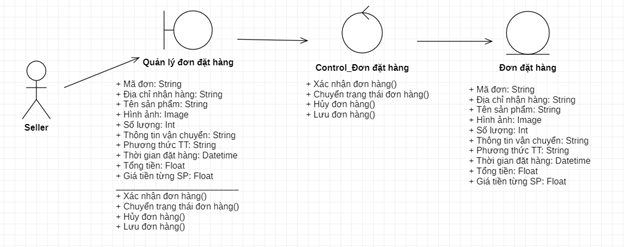 Seller
Quản lý đơn đặt hàng
+ Mã đơn: String
+ Địa chỉ nhận hàng: String
+ Tên sản phẩm: String
+ Hình ảnh: Image
+ Số lượng: Int
+ Thông tin vận chuyển: String
+ Phương thức TT: String
+ Thời gian đặt hàng: Datetime
+ Tổng tiền: Float
+ Giá tiền từng SP: Float
+ Xác nhận đơn hàng()
+ Chuyển trạng thái đơn hàng()
+ Hủy đơn hàng()
+ Lưu đơn hàng()
Control_Đơn đặt hàng
+ Xác nhận đơn hàng()
+ Chuyển trạng thái đơn hàng()
+ Hủy đơn hàng()
+ Lưu đơn hàng()
Đơn đặt hàng
+ Mã đơn: String
+ Địa chỉ nhận hàng: String
+ Tên sản phẩm: String
+ Hình ảnh: Image
+ Số lượng: Int
+ Thông tin vận chuyển: String
+ Phương thức TT: String
+ Thời gian đặt hàng: Datetime
+ Tổng tiền: Float
+ Giá tiền từng SP: Float